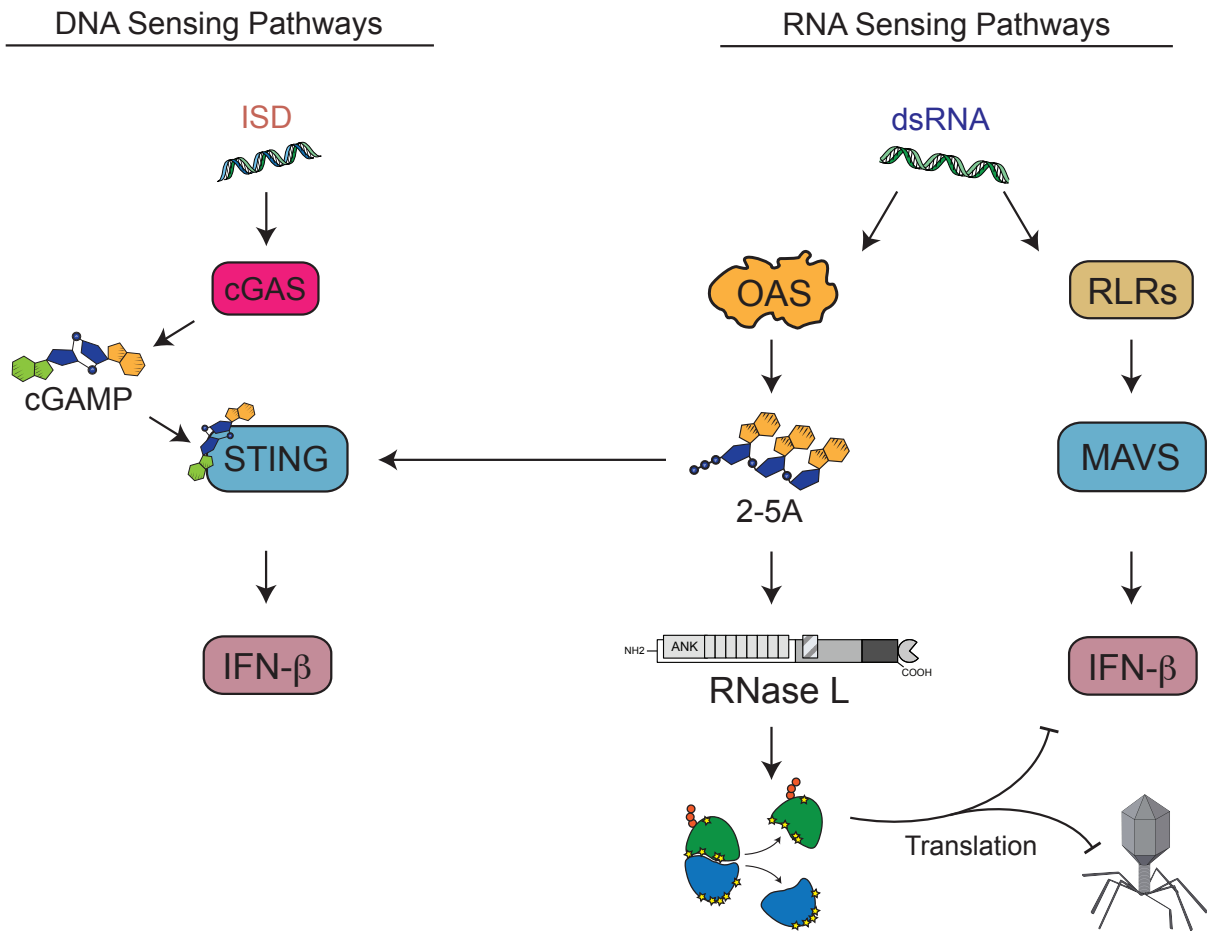 DNA Sensing Pathways
RNA Sensing Pathways
ISD
dsRNA
cGAS
OAS
RLRs
cGAMP
STING
2-5A
MAVS
IFN-β
NH2
ANK
COOH
RNase L
IFN-β
Translation